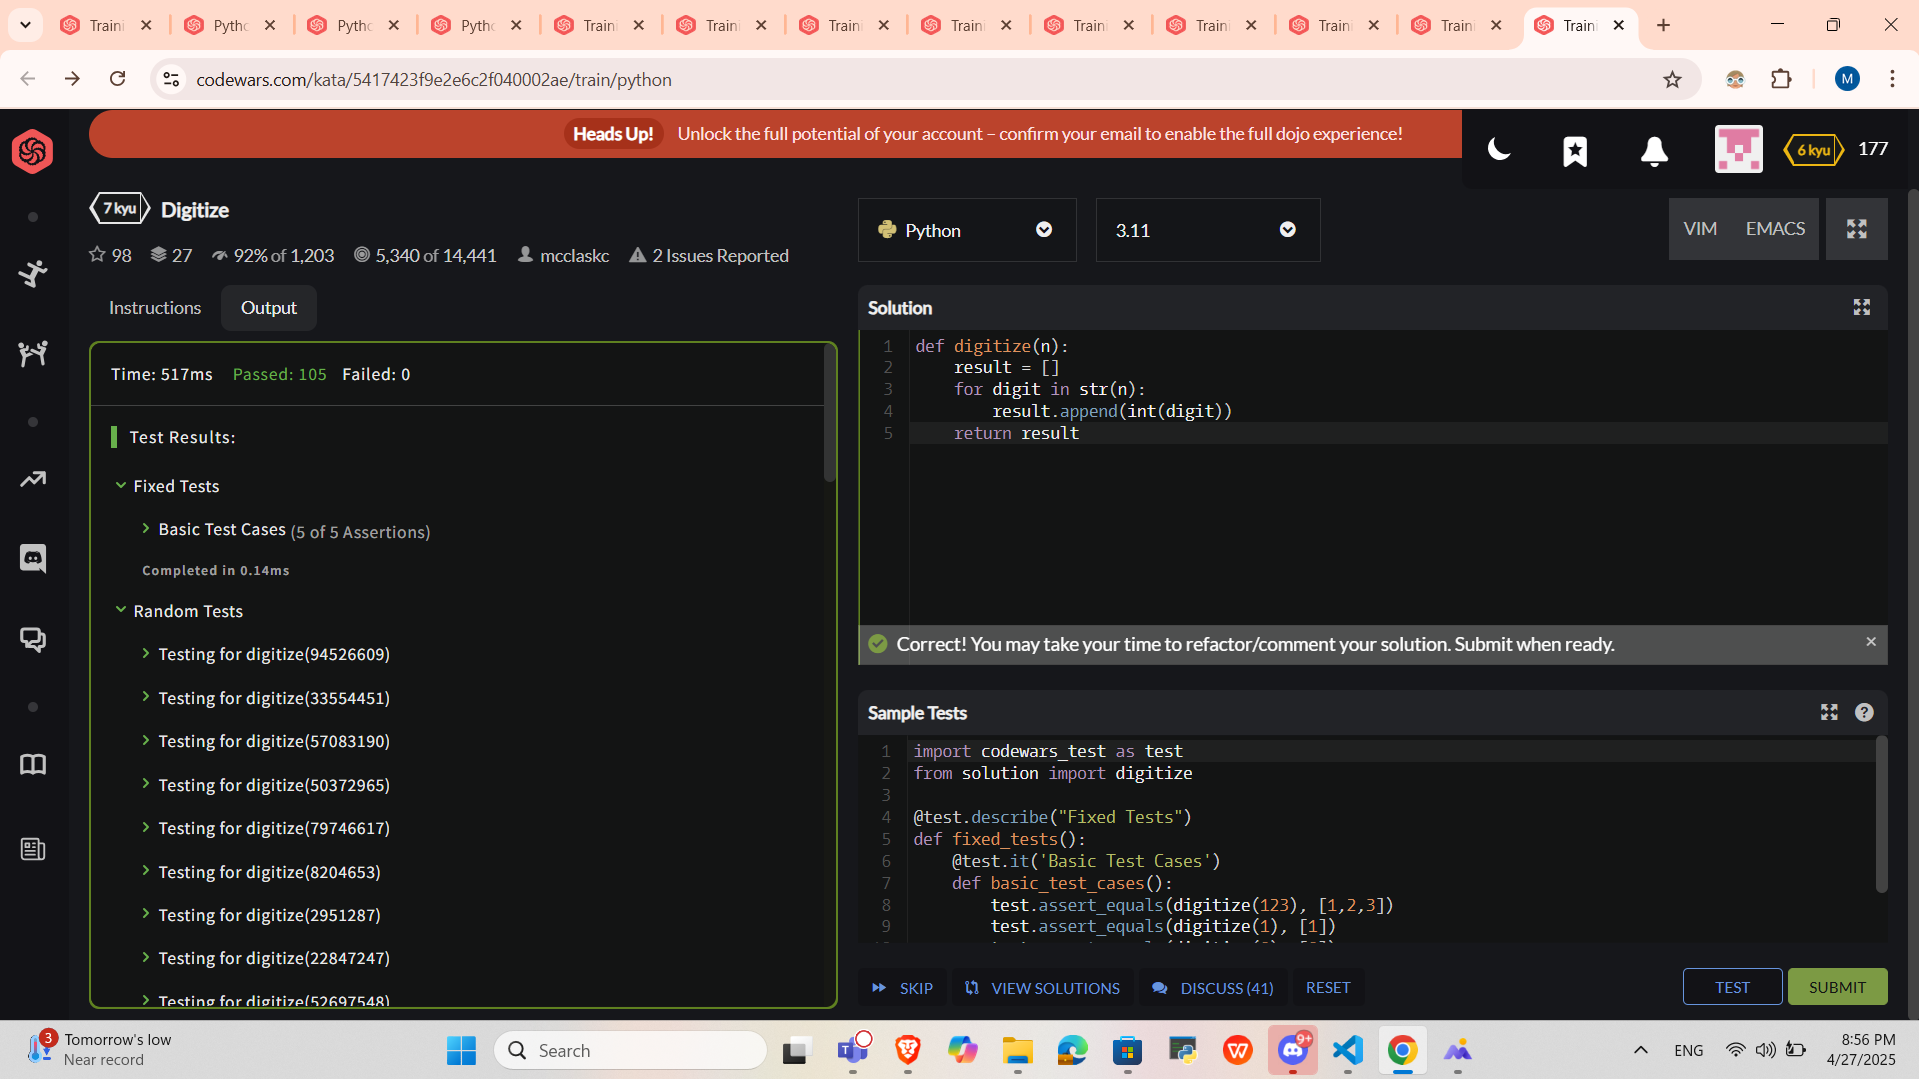 Traini
Pytho
Pytho
Pytho
Traini
Traini
Traini
Traini
Traini
Traini
Traini
Traini
Traini
codewars.com/kata/5417423f9e2e6c2f040002ae/train/python
M
Heads Up! Unlock the full potential of your account – confirm your email to enable the full dojo experience!
6 kyu 177
7 kyu Digitize
98 27 92% of 1,203 5,340 of 14,441 mcclaskc 2 Issues Reported
Python
3.11
VIM EMACS
Instructions Output
Time: 517ms Passed: 105 Failed: 0
Test Results:
Fixed Tests
Basic Test Cases (5 of 5 Assertions)
Completed in 0.14ms
Random Tests
Testing for digitize(94526609)
Testing for digitize(33554451)
Testing for digitize(57083190)
Testing for digitize(50372965)
Testing for digitize(79746617)
Testing for digitize(8204653)
Testing for digitize(2951287)
Testing for digitize(22847247)
Testing for digitize(52697548)
Solution
1 def digitize(n):
2 result = []
3 for digit in str(n):
4 result.append(int(digit))
5 return result
Correct! You may take your time to refactor/comment your solution. Submit when ready.
Sample Tests
1 import codewars_test as test
2 from solution import digitize
3
4 @test.describe("Fixed Tests")
5 def fixed_tests():
6 @test.it('Basic Test Cases')
7 def basic_test_cases():
8 test.assert_equals(digitize(123), [1,2,3])
9 test.assert_equals(digitize(1), [1])
SKIP VIEW SOLUTIONS DISCUSS (41) RESET
TEST SUBMIT
3
Tomorrow's low
Near record
Search
9+
ENG
8:56 PM
4/27/2025